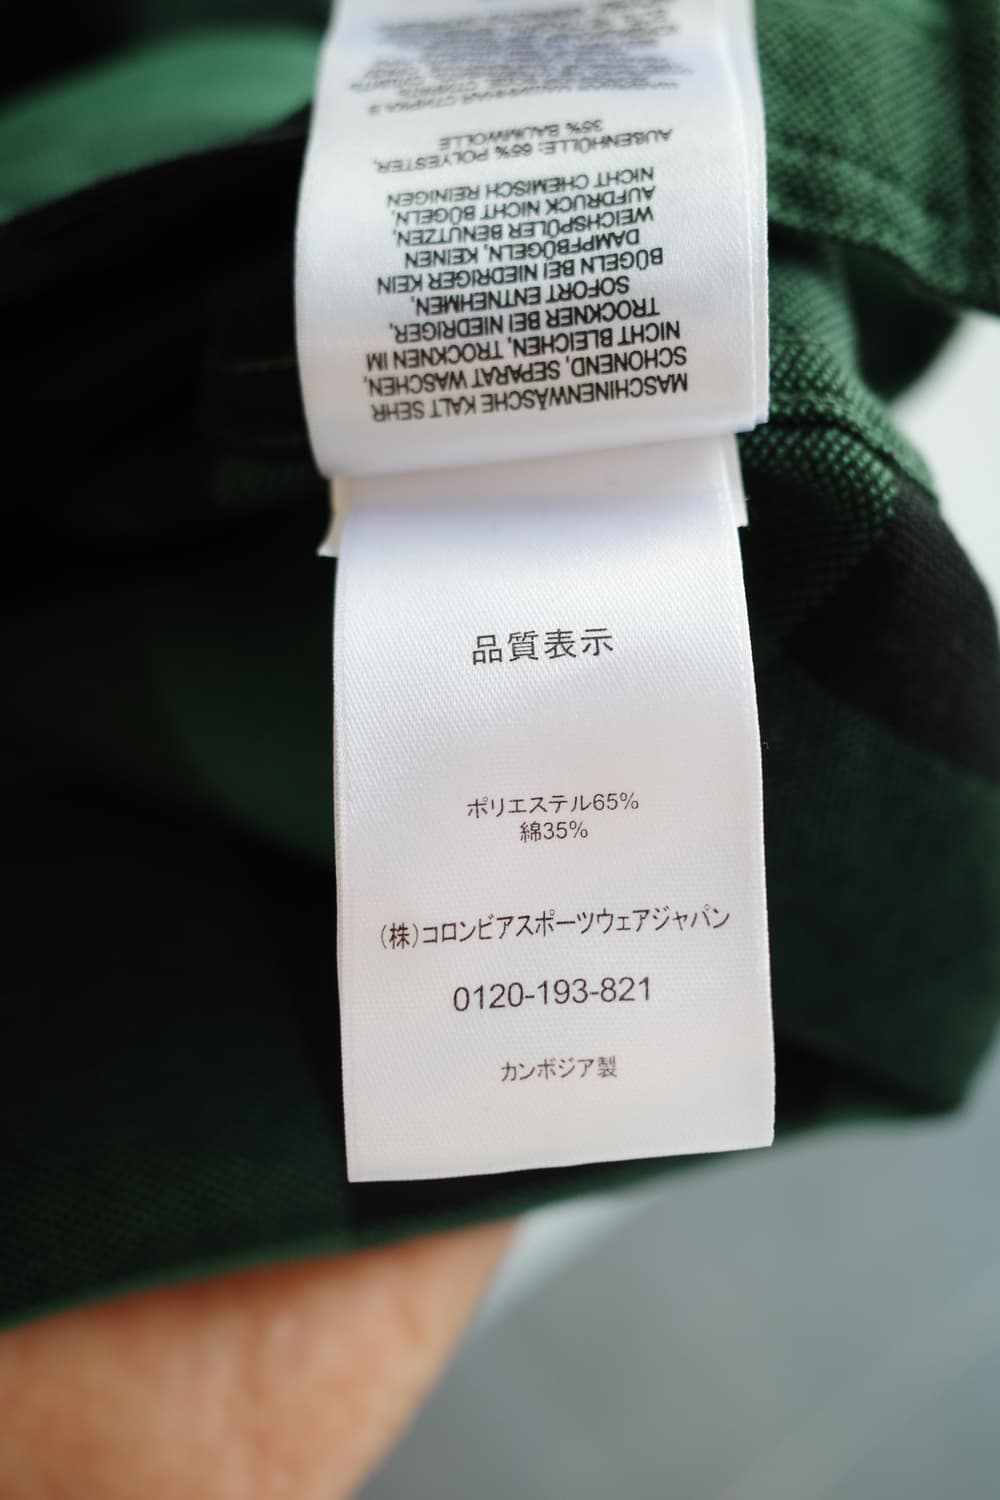 MASCHINENWÄSCHE KALT SEHR
SCHONEND, SEPARAT WASCHEN,
NICHT BLEICHEN, TROCKNEN IM
TROCKNER BEI NIEDRIGER,
SOFORT ENTNEHMEN,
BÜGELN BEI NIEDRIGER KEIN
DAMPFBÜGELN, KEINEN
WEICHSPÜLER BENUTZEN,
AUFDRUCK NICHT BÜGELN,
NICHT CHEMISCH REINIGEN
AUßENHÜLLE: 65% POLYESTER,
35% BAUMWOLLE
品質表示
ポリエステル65%
綿35%
(株)コロンビアスポーツウェアジャパン
0120-193-821
カンボジア製